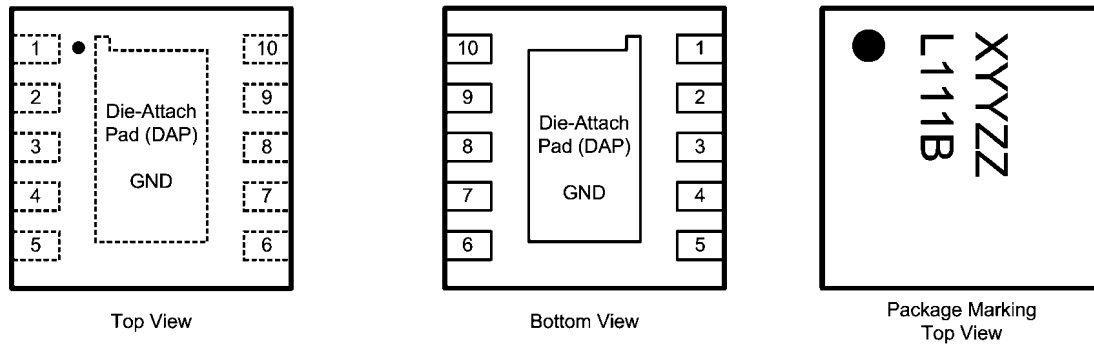 1
10
2
9
3
8
4
7
5
6
Die-Attach
Pad (DAP)
GND
Top View
10
1
9
2
8
3
7
4
6
5
Die-Attach
Pad (DAP)
GND
Bottom View
XYYZZ
L111B
Package Marking
Top View